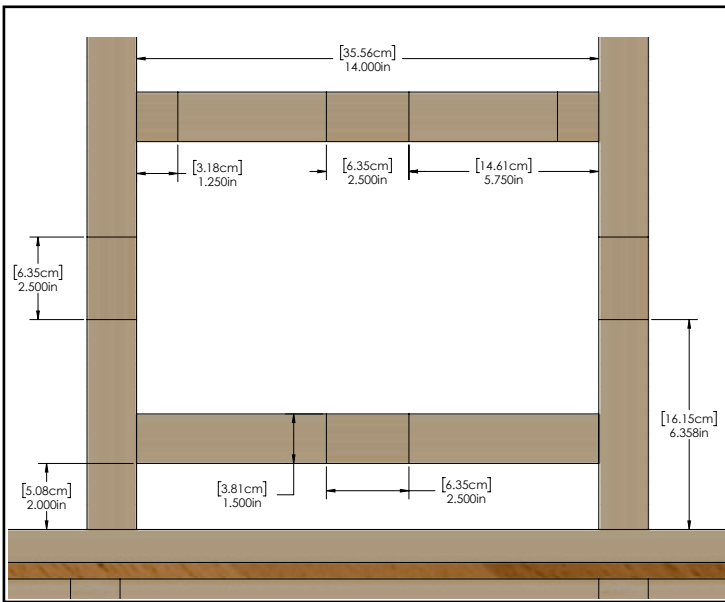 [35.56cm]
14.000in
[3.18cm]
1.250in
[6.35cm]
2.500in
[14.61cm]
5.750in
[6.35cm]
2.500in
[16.15cm]
6.358in
[5.08cm]
2.000in
[3.81cm]
1.500in
[6.35cm]
2.500in